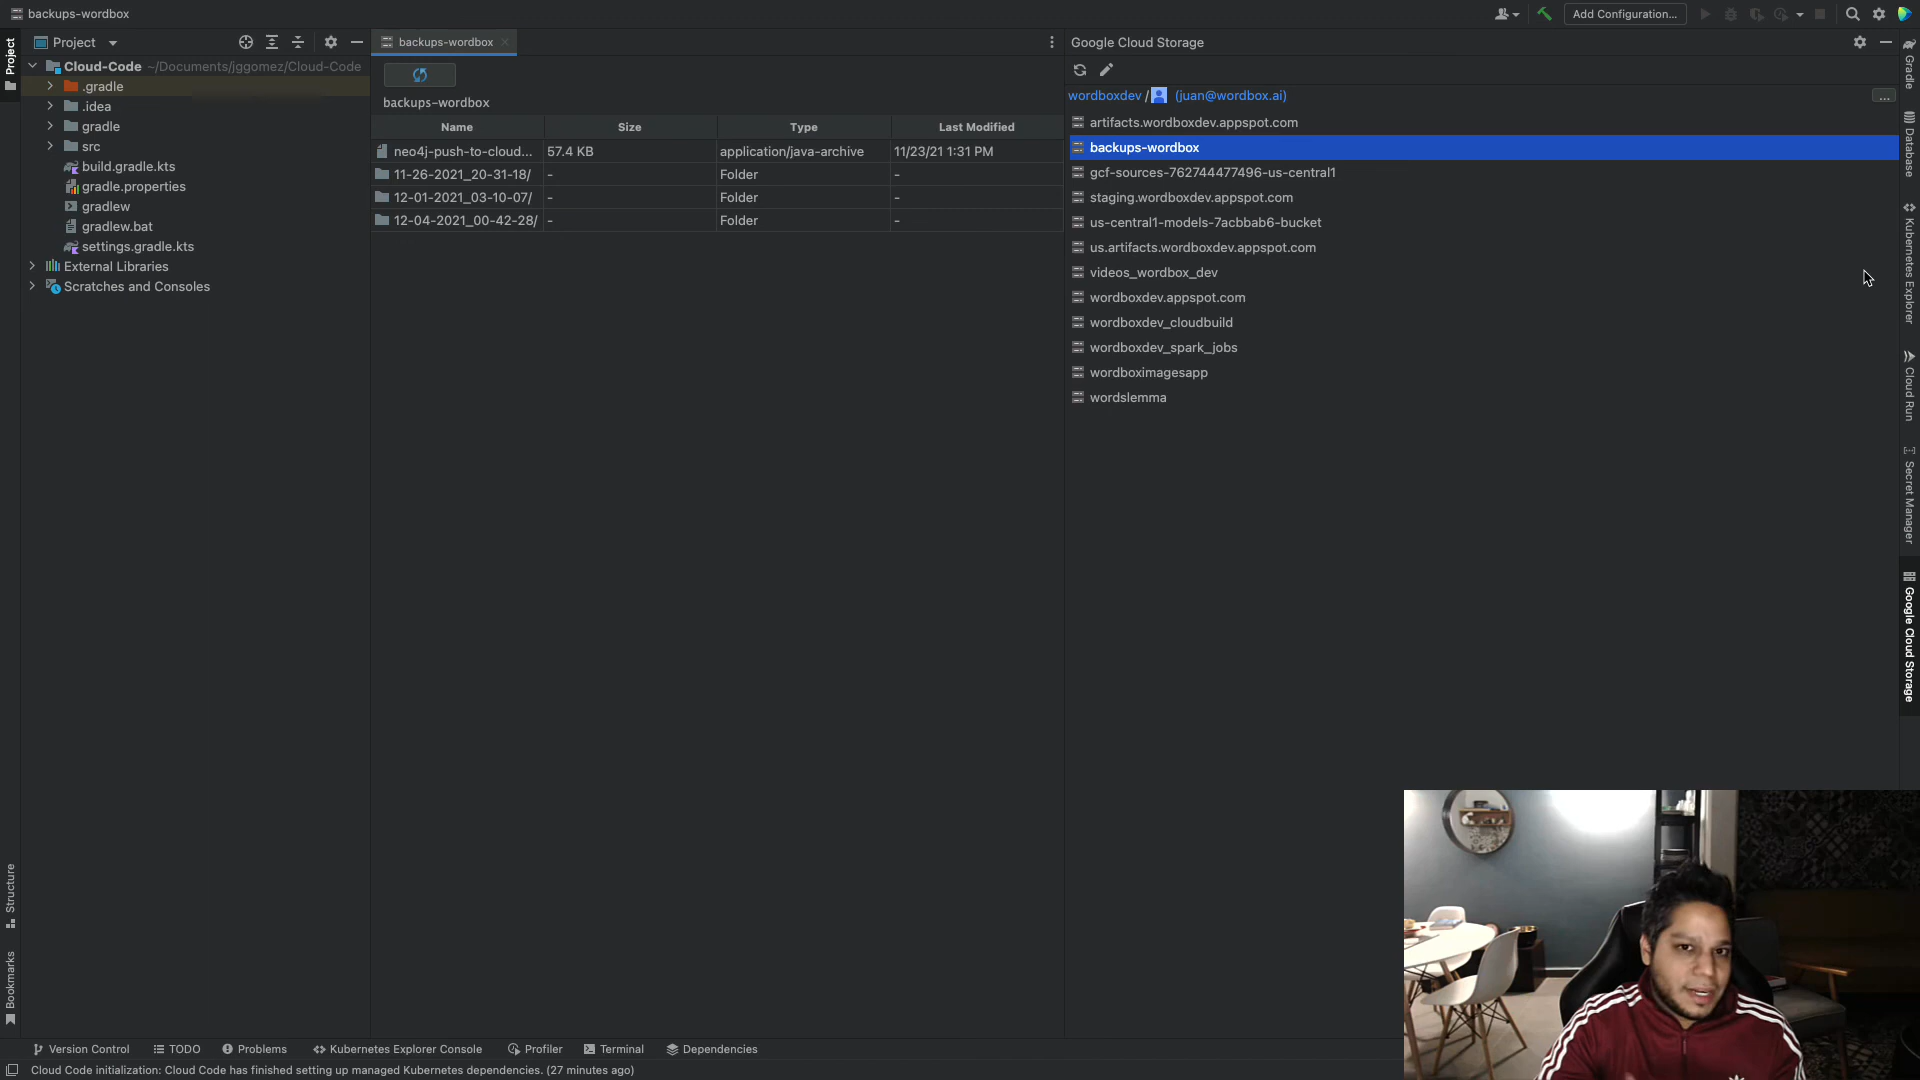 backups-wordbox
Add Configuration...
Project
Project
backups-wordbox
Google Cloud Storage
Cloud-Code ~/Documents/jggomez/Cloud-Code
.gradle
.idea
gradle
src
build.gradle.kts
gradle.properties
gradlew
gradlew.bat
settings.gradle.kts
External Libraries
Scratches and Consoles
backups-wordbox
Name Size Type Last Modified
neo4j-push-to-cloud... 57.4 KB application/java-archive 11/23/21 1:31 PM
11-26-2021_20-31-18/ - Folder -
12-01-2021_03-10-07/ - Folder -
12-04-2021_00-42-28/ - Folder -
wordboxdev / (juan@wordbox.ai)
...
artifacts.wordboxdev.appspot.com
backups-wordbox
gcf-sources-762744477496-us-central1
staging.wordboxdev.appspot.com
us-central1-models-7acbbab6-bucket
us.artifacts.wordboxdev.appspot.com
videos_wordbox_dev
wordboxdev.appspot.com
wordboxdev_cloudbuild
wordboxdev_spark_jobs
wordboximagesapp
wordslemma
Gradle
Database
Kubernetes Explorer
Cloud Run
Secret Manager
Google Cloud Storage
Structure
Bookmarks
Version Control TODO Problems Kubernetes Explorer Console Profiler Terminal Dependencies
Cloud Code initialization: Cloud Code has finished setting up managed Kubernetes dependencies. (27 minutes ago)